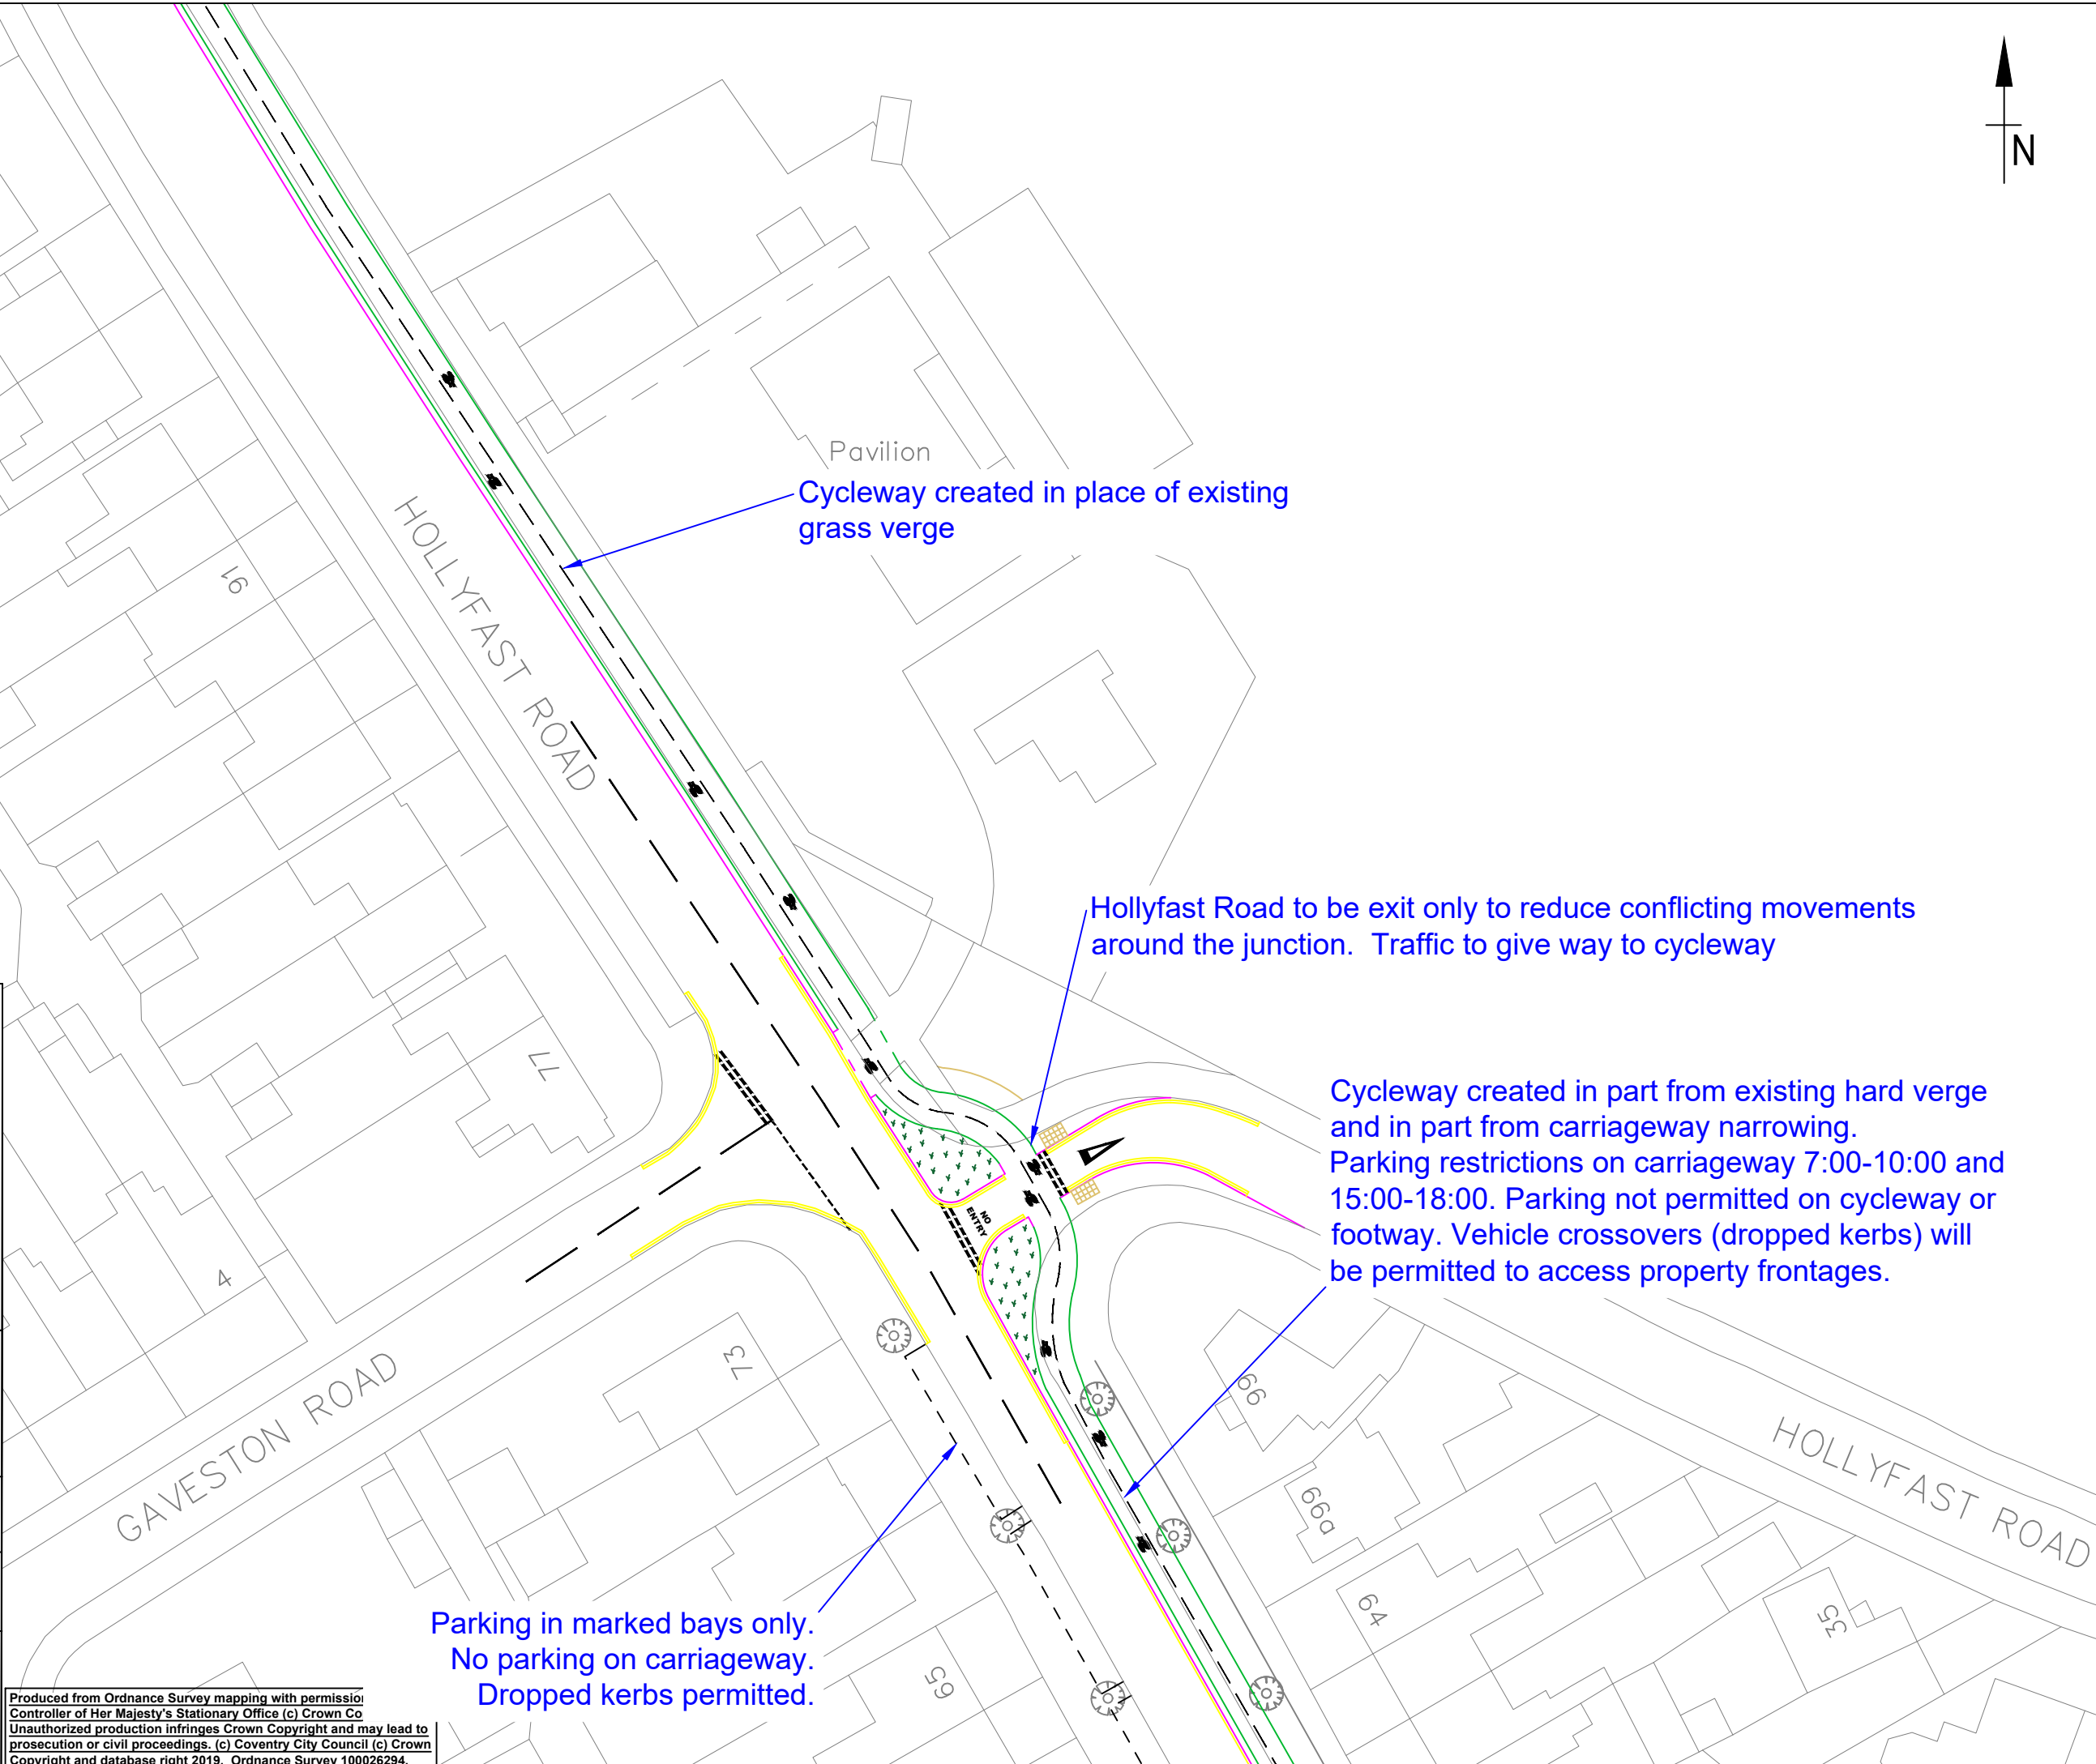 N
Pavilion
Cycleway created in place of existing
grass verge
HOLLYFAST ROAD
91
Hollyfast Road to be exit only to reduce conflicting movements
around the junction. Traffic to give way to cycleway
77
Cycleway created in part from existing hard verge
and in part from carriageway narrowing.
Parking restrictions on carriageway 7:00-10:00 and
15:00-18:00. Parking not permitted on cycleway or
footway. Vehicle crossovers (dropped kerbs) will
be permitted to access property frontages.
NO
ENTRY
4
73
66
GAVESTON ROAD
HOLLYFAST ROAD
66a
64
35
65
Parking in marked bays only.
No parking on carriageway.
Dropped kerbs permitted.
Produced from Ordnance Survey mapping with permission
Controller of Her Majesty's Stationary Office (c) Crown Co
Unauthorized production infringes Crown Copyright and may lead to
prosecution or civil proceedings. (c) Coventry City Council (c) Crown
Copyright and database right 2019. Ordnance Survey 100026294.